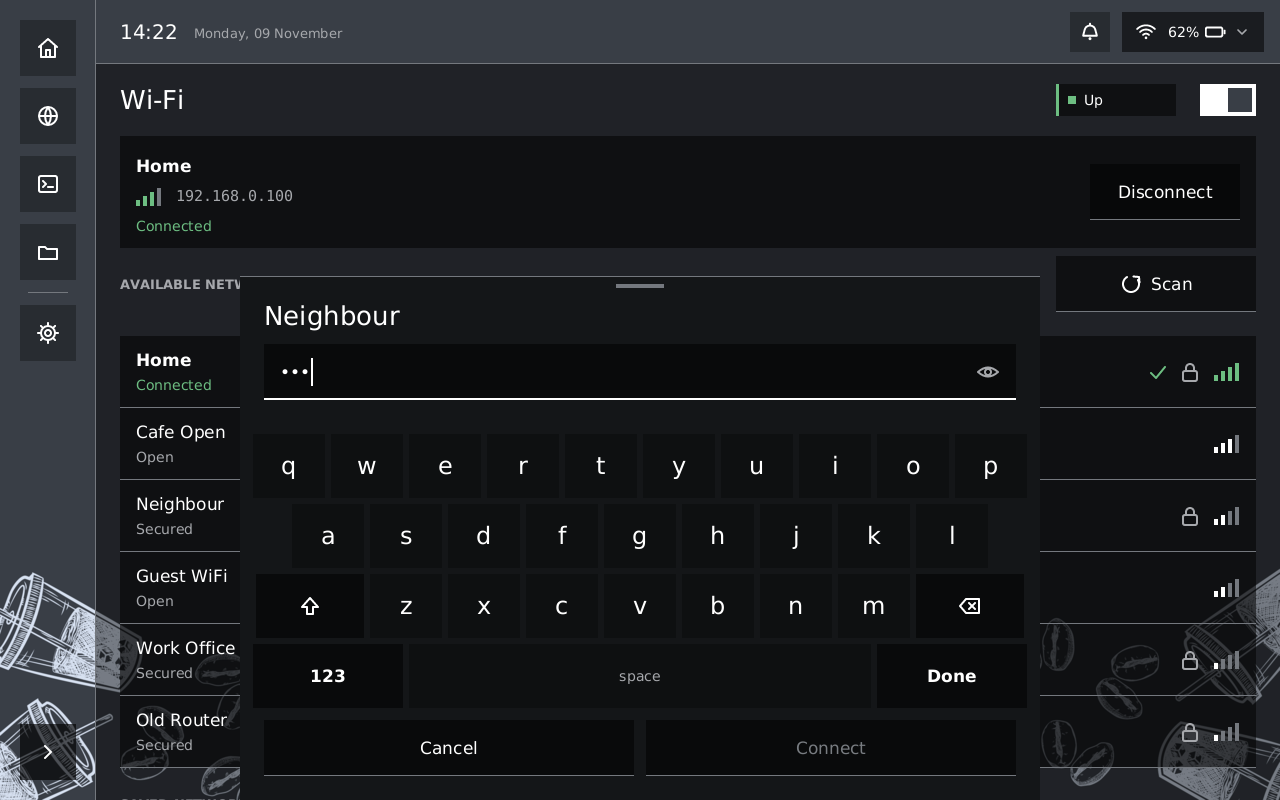 14:22 Monday, 09 November
62%
Wi-Fi
Up
Home
192.168.0.100
Connected
Disconnect
AVAILABLE
Scan
Neighbour
•••
Home
Connected
Cafe Open
Open
Neighbour
Secured
Guest WiFi
Open
Work Office
Secured
Old Router
Secured
q w e r t y u i o p
a s d f g h j k l
z x c v b n m
123 space Done
Cancel Connect